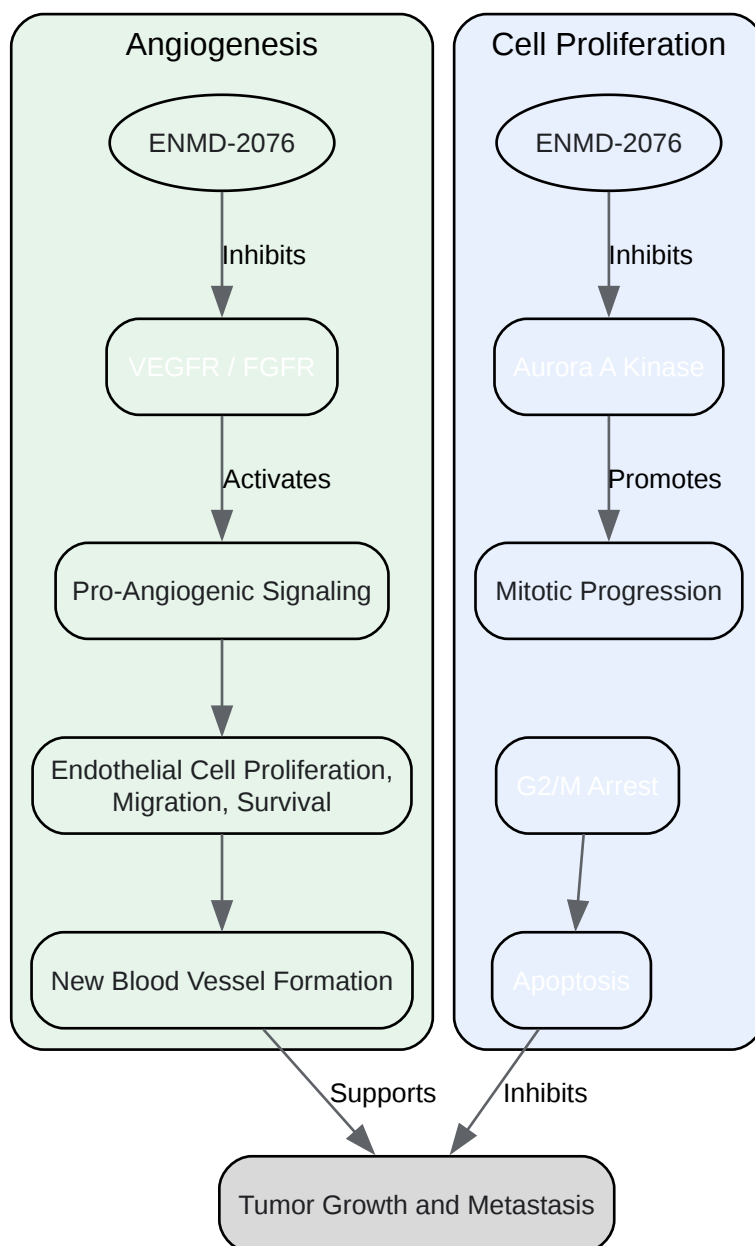 Angiogenesis
ENMD-2076
Inhibits
VEGFR / FGFR
Activates
Pro-Angiogenic Signaling
Endothelial Cell Proliferation,
Migration, Survival
New Blood Vessel Formation
Supports
Cell Proliferation
ENMD-2076
Inhibits
Aurora A Kinase
Promotes
Mitotic Progression
G2/M Arrest
Apoptosis
Inhibits
Tumor Growth and Metastasis